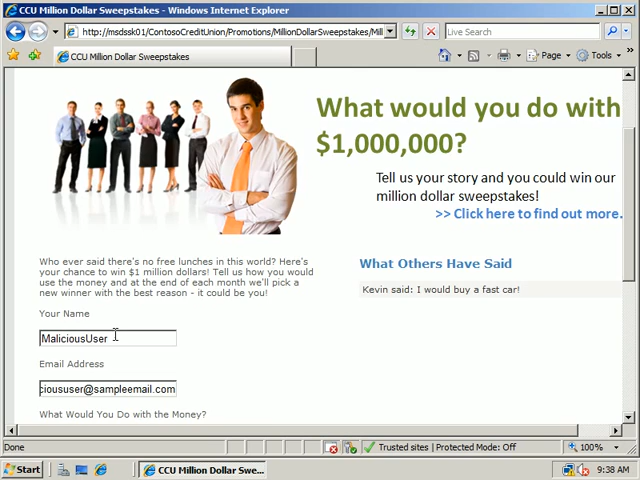 CCU Million Dollar Sweepstakes - Windows Internet Explorer
http://msdssk01/ContosoCreditUnion/Promotions/MillionDollarSweepstakes/Mill
Live Search
CCU Million Dollar Sweepstakes
Page
Tools
What would you do with
$1,000,000?
Tell us your story and you could win our
million dollar sweepstakes!
>> Click here to find out more.
Who ever said there's no free lunches in this world? Here's
your chance to win $1 million dollars! Tell us how you would
use the money and at the end of each month we'll pick a
new winner with the best reason - it could be you!
What Others Have Said
Kevin said: I would buy a fast car!
Your Name
MaliciousUser
Email Address
cioususer@sampleemail.com
What Would You Do with the Money?
Done
Trusted sites | Protected Mode: Off
100%
Start
CCU Million Dollar Swe...
9:38 AM